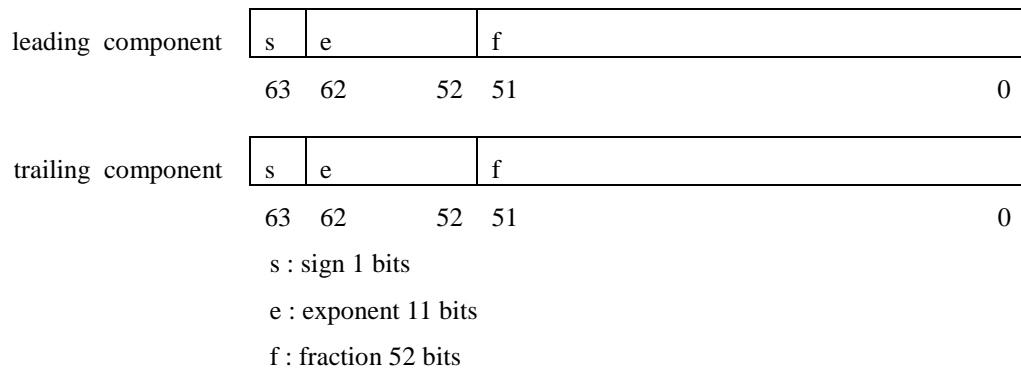 leading component s e f
63 62 52 51 0
trailing component s e f
63 62 52 51 0
s : sign 1 bits
e : exponent 11 bits
f : fraction 52 bits